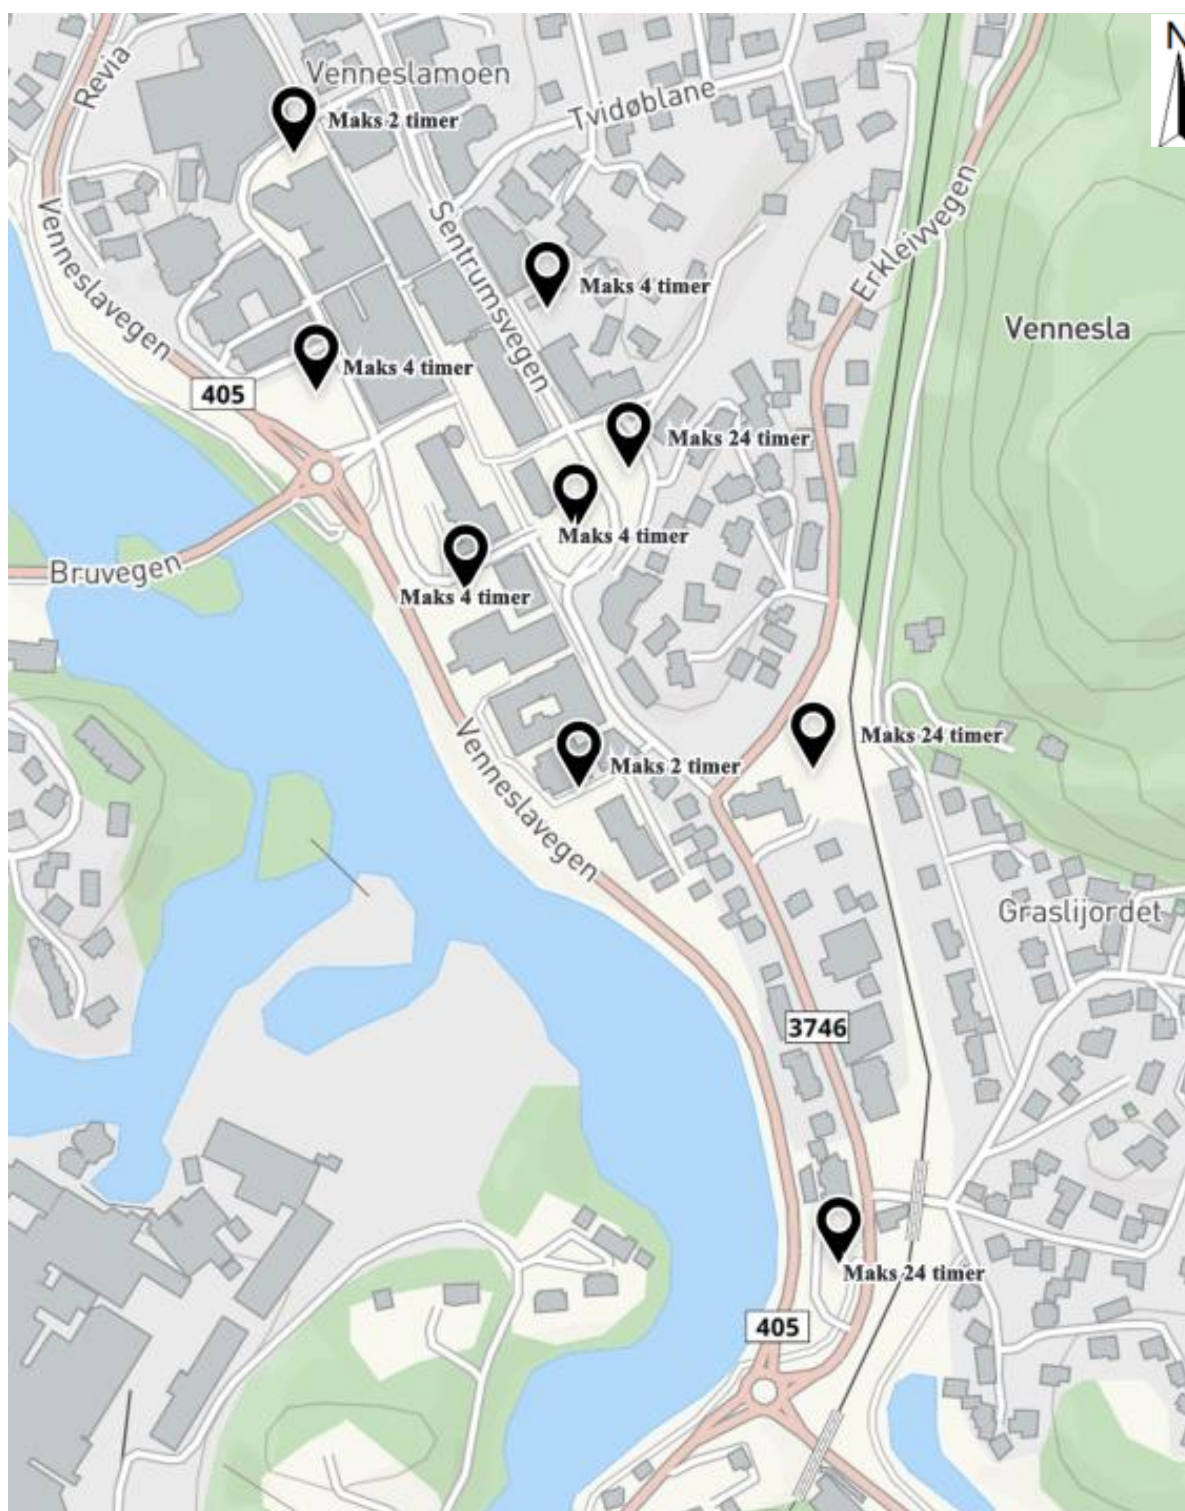 N
Revia
Venneslamoen
Maks 2 timer
Tvidøblane
Venneslavegen
Sentrumsvegen
Erkleivvegen
Maks 4 timer
Vennesla
Maks 4 timer
405
Maks 24 timer
Maks 4 timer
Bruvegen
Maks 4 timer
Maks 24 timer
Venneslavegen
Maks 2 timer
Graslijordet
3746
Maks 24 timer
405